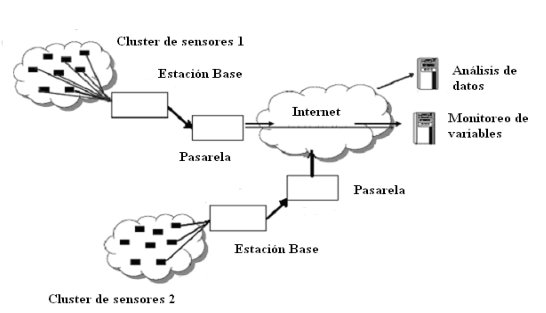 Cluster de sensores 1
Estación Base
Análisis de
datos
Internet
Monitoreo de
variables
Pasarela
Pasarela
Estación Base
Cluster de sensores 2